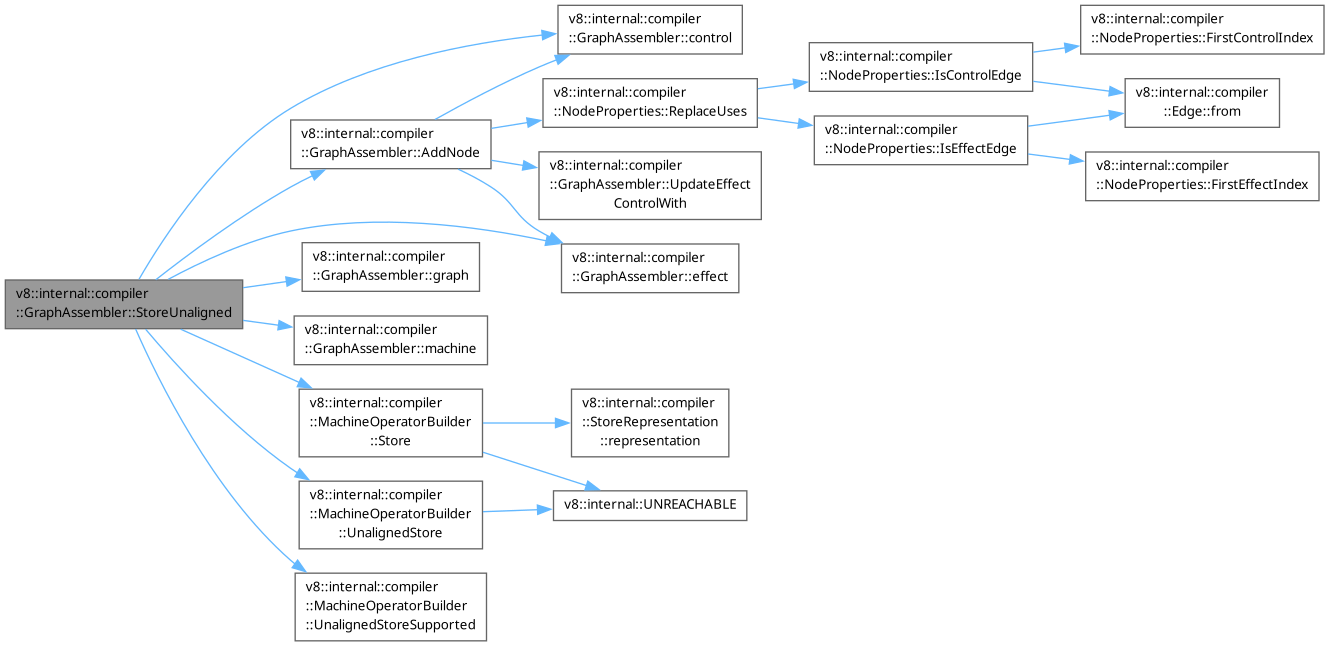 v8::internal::compiler
::GraphAssembler::StoreUnaligned
v8::internal::compiler
::GraphAssembler::control
v8::internal::compiler
::GraphAssembler::AddNode
v8::internal::compiler
::NodeProperties::ReplaceUses
v8::internal::compiler
::NodeProperties::IsControlEdge
v8::internal::compiler
::NodeProperties::FirstControlIndex
v8::internal::compiler
::Edge::from
v8::internal::compiler
::NodeProperties::IsEffectEdge
v8::internal::compiler
::NodeProperties::FirstEffectIndex
v8::internal::compiler
::GraphAssembler::UpdateEffect
ControlWith
v8::internal::compiler
::GraphAssembler::effect
v8::internal::compiler
::GraphAssembler::graph
v8::internal::compiler
::GraphAssembler::machine
v8::internal::compiler
::MachineOperatorBuilder
::Store
v8::internal::compiler
::StoreRepresentation
::representation
v8::internal::UNREACHABLE
v8::internal::compiler
::MachineOperatorBuilder
::UnalignedStore
v8::internal::compiler
::MachineOperatorBuilder
::UnalignedStoreSupported